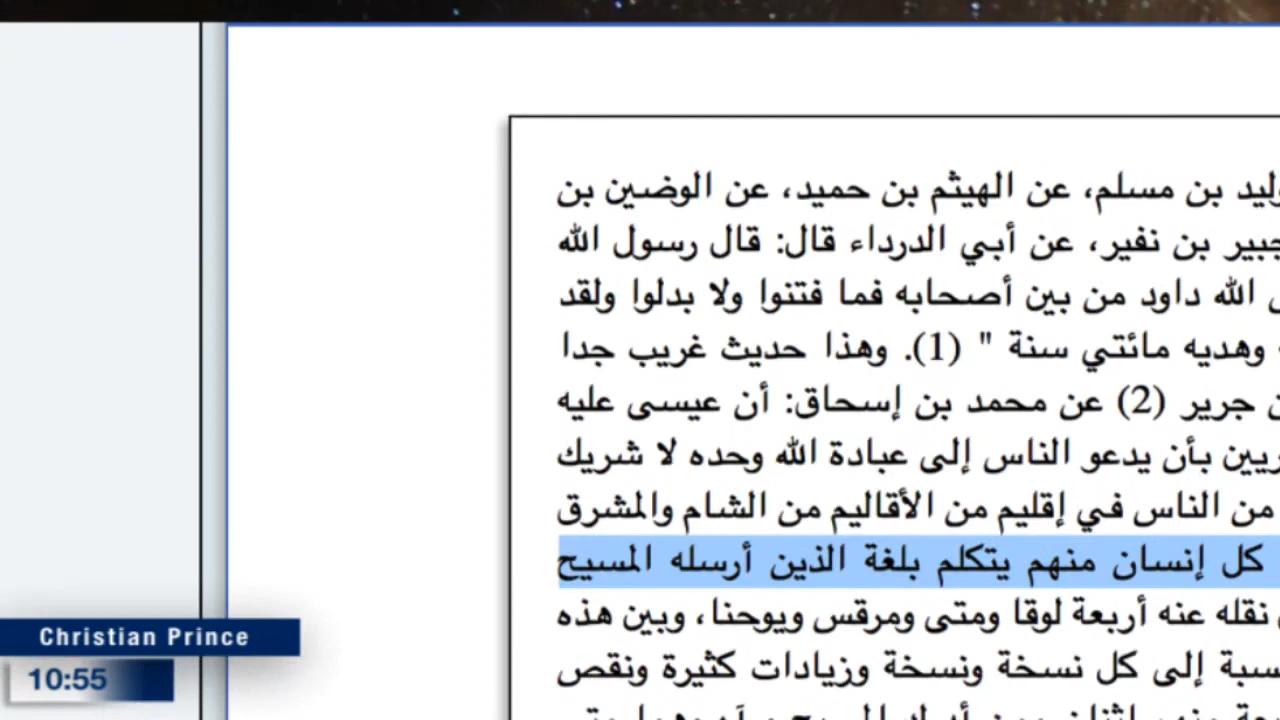 بن مسلم، عن الهيثم بن حميد، عن الوضين بن
بن نفير، عن أبي الدرداء قال: قال رسول الله
الله داود من بين أصحابه فما فتنوا ولا بدلوا ولقد
وهديه مائتي سنة " (1). وهذا حديث غريب جدا
جرير (2) عن محمد بن إسحاق: أن عيسى عليه
بأن يدعو الناس إلى عبادة الله وحده لا شريك
من الناس في إقليم من الأقاليم من الشام والمشرق
كل إنسان منهم يتكلم بلغة الذين أرسله المسيح
نقله عنه أربعة لوقا ومتى ومرقس ويوحنا، وبين هذه
إلى كل نسخة ونسخة وزيادات كثيرة ونقص
Christian Prince
10:55